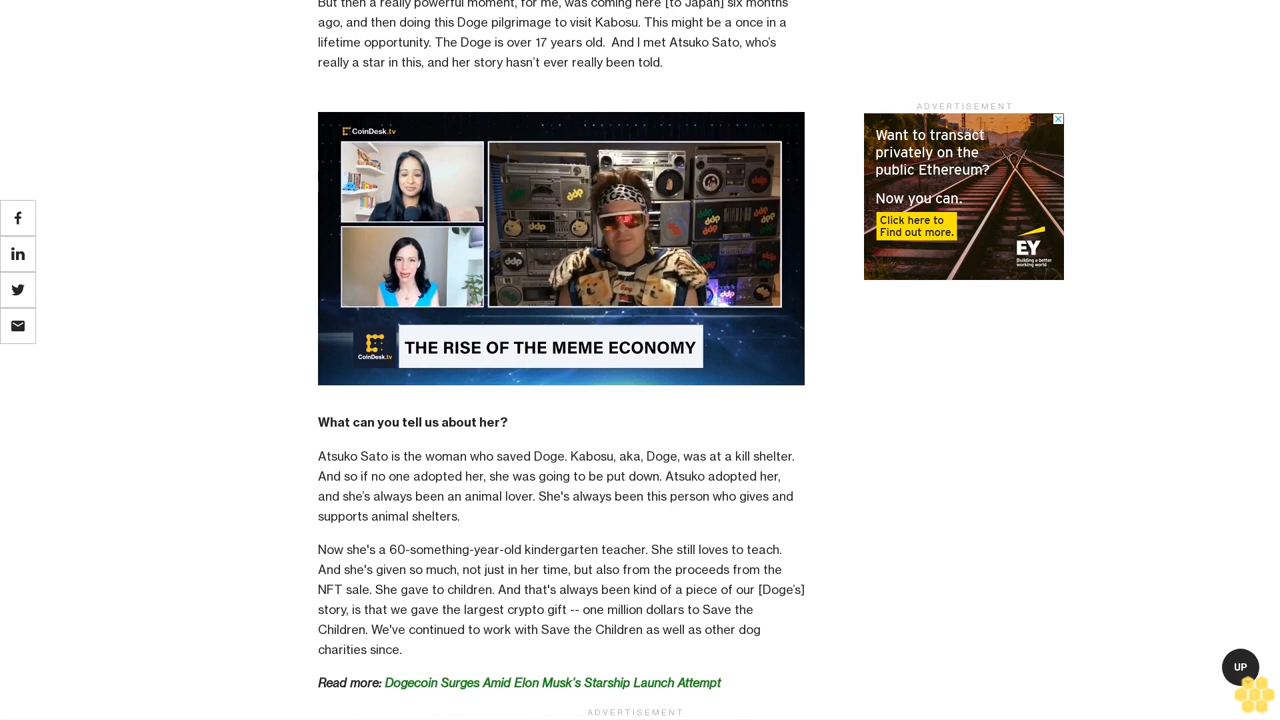 But then a really powerful moment, for me, was coming here [to Japan] six months
ago, and then doing this Doge pilgrimage to visit Kabosu. This might be a once in a
lifetime opportunity. The Doge is over 17 years old.  And I met Atsuko Sato, who's
really a star in this, and her story hasn't ever really been told.
ADVERTISEMENT
Want to transact
privately on the
public Ethereum?
Now you can.
Click here to
Find out more.
EY
Building a better
working world
CoinDesk.tv
ddp
ddp
ddp
ddp
CoinDesk.tv
THE RISE OF THE MEME ECONOMY
What can you tell us about her?
Atsuko Sato is the woman who saved Doge. Kabosu, aka, Doge, was at a kill shelter.
And so if no one adopted her, she was going to be put down. Atsuko adopted her,
and she's always been an animal lover. She's always been this person who gives and
supports animal shelters.
Now she's a 60-something-year-old kindergarten teacher. She still loves to teach.
And she's given so much, not just in her time, but also from the proceeds from the
NFT sale. She gave to children. And that's always been kind of a piece of our [Doge's]
story, is that we gave the largest crypto gift -- one million dollars to Save the
Children. We've continued to work with Save the Children as well as other dog
charities since.
Read more: Dogecoin Surges Amid Elon Musk's Starship Launch Attempt
ADVERTISEMENT
UP